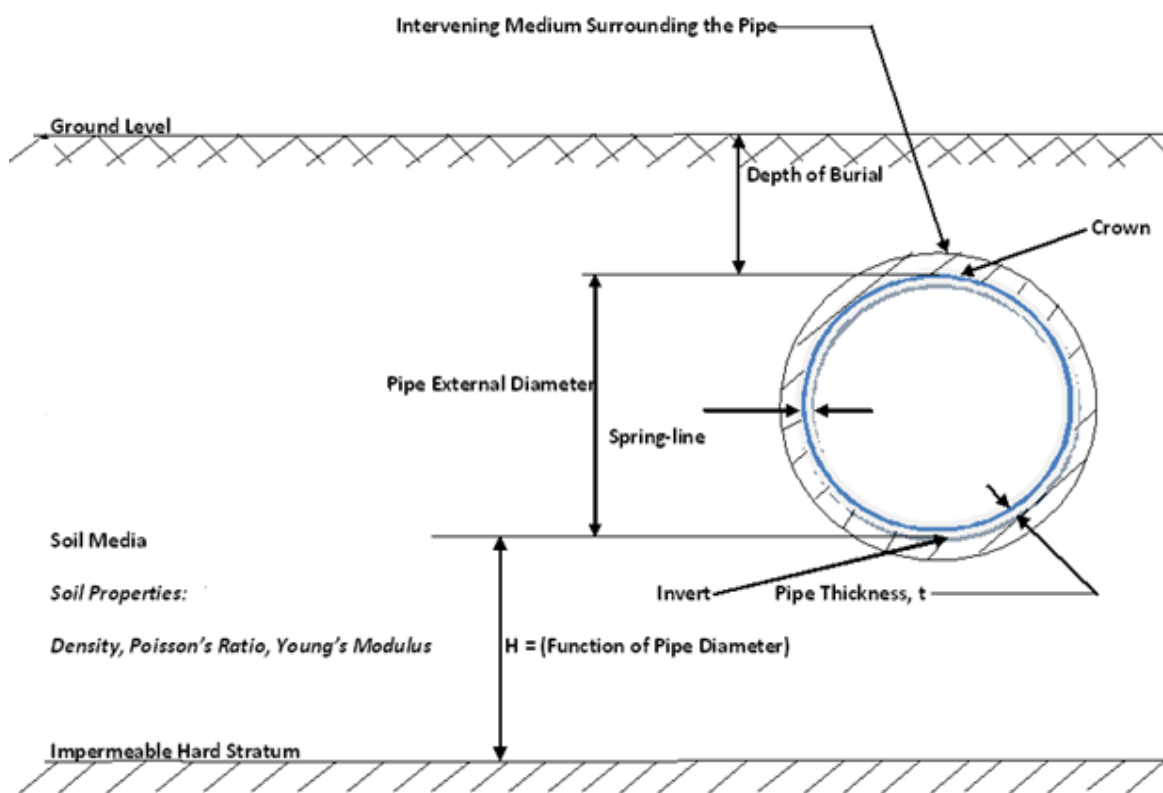 Intervening Medium Surrounding the Pipe
Ground Level
Depth of Burial
Crown
Pipe External Diameter
Spring-line
Soil Media
Soil Properties:
Invert
Pipe Thickness, t
Density, Poisson's Ratio, Young's Modulus
H = (Function of Pipe Diameter)
Impermeable Hard Stratum